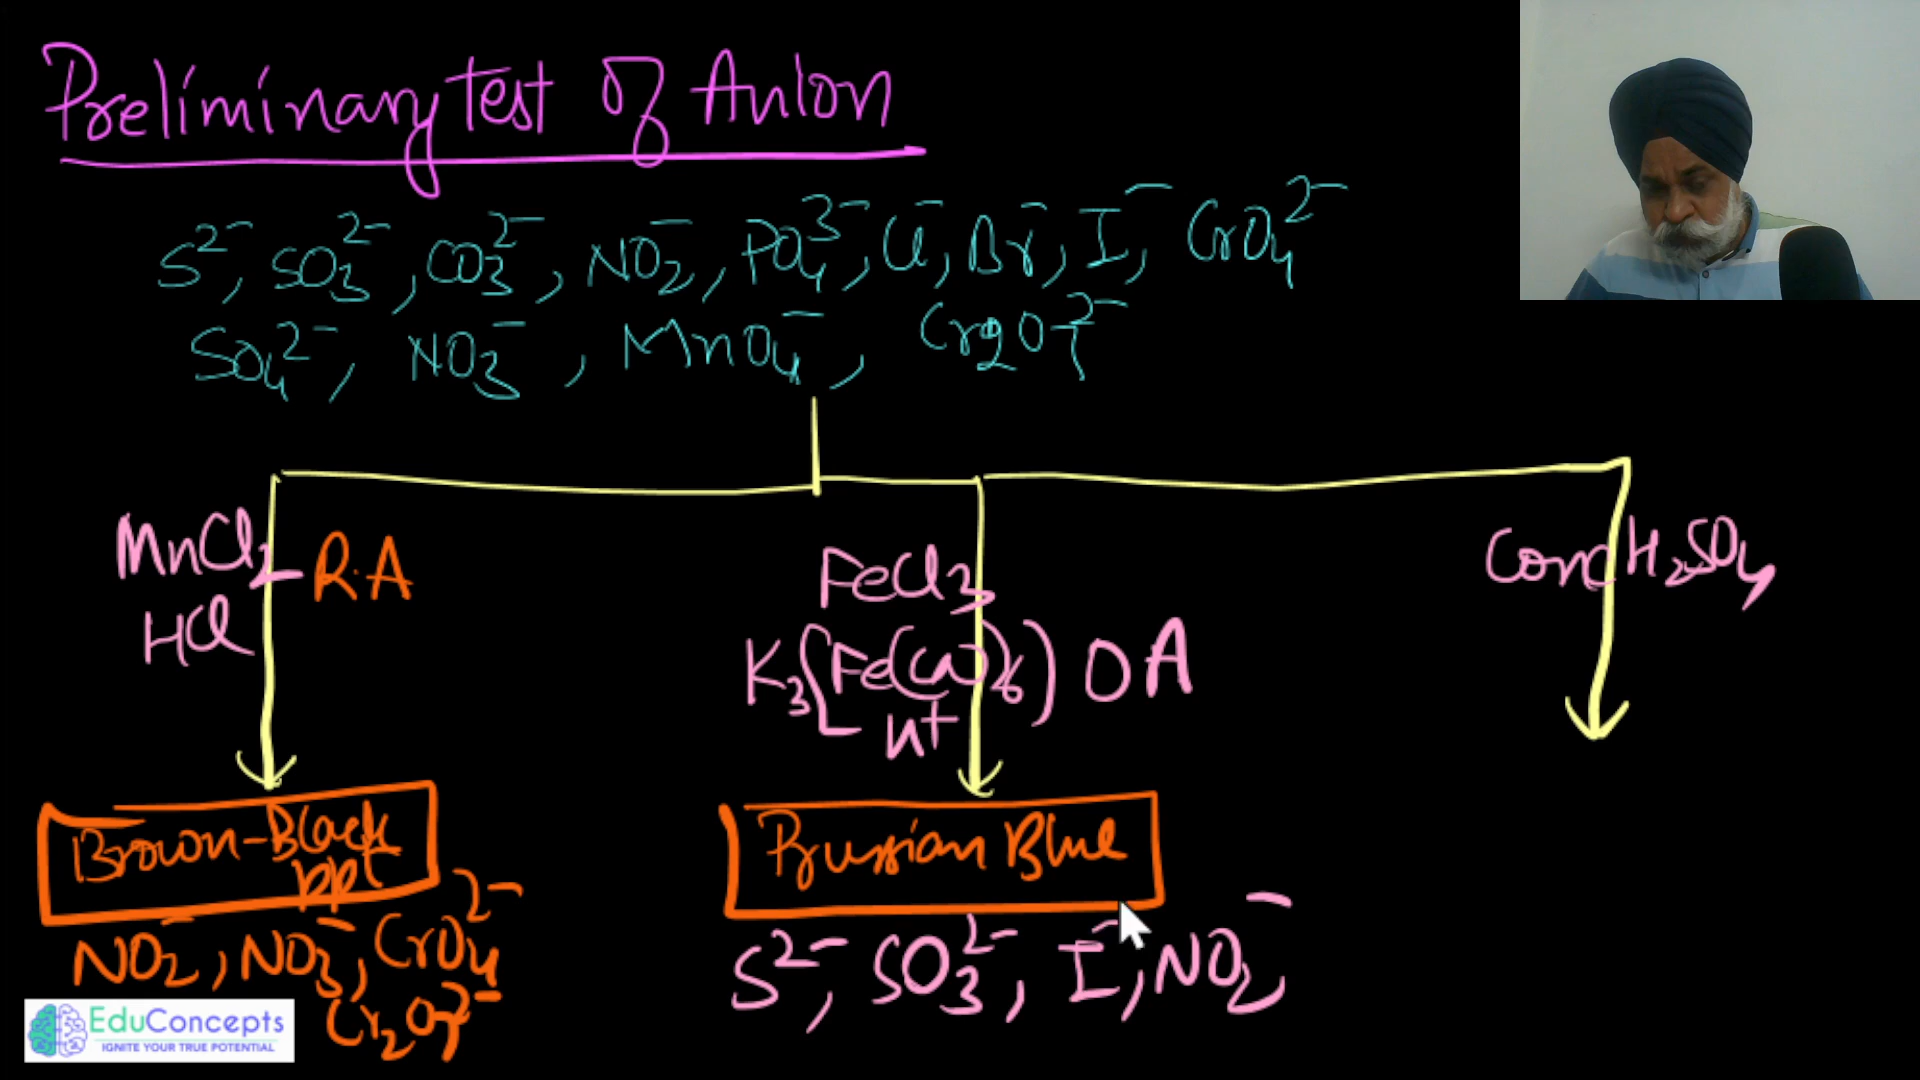 Preliminary Test of Anion
S²⁻, SO₃²⁻, CO₃²⁻, NO₂⁻, PO₄³⁻, Cl⁻, Br⁻, I⁻, CrO₄²⁻
SO₄²⁻, NO₃⁻, MnO₄⁻, Cr₂O₇²⁻
MnCl₂ R.A
HCl
FeCl₃
K₃[Fe(CN)₆] OA
H⁺
Conc H₂SO₄
Brown-Black
ppt
NO₂⁻, NO₃⁻, CrO₄²⁻
Cr₂O₇²⁻
Prussian Blue
S²⁻, SO₃²⁻, I⁻, NO₂⁻
EduConcepts
IGNITE YOUR TRUE POTENTIAL